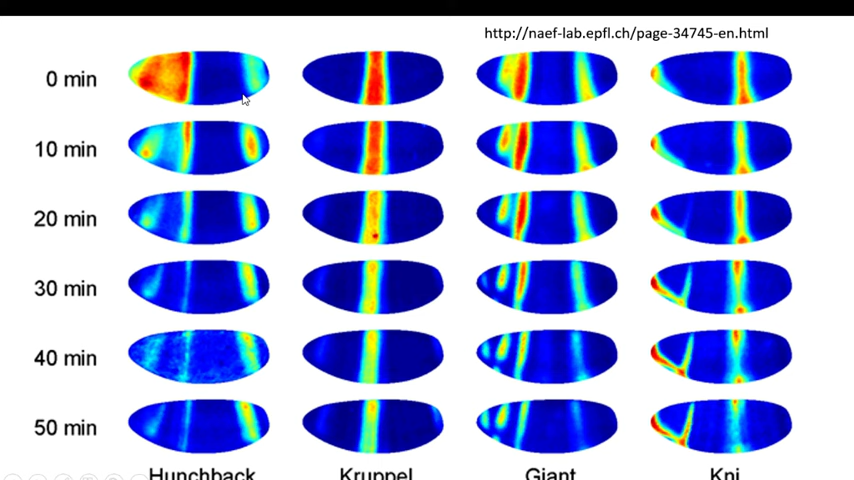 http://naef-lab.epfl.ch/page-34745-en.html
0 min
10 min
20 min
30 min
40 min
50 min
Hunchback Kruppel Giant Kni